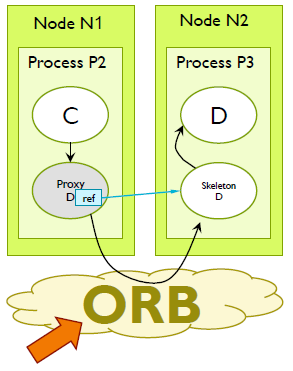 Node N1
Process P2
C
Proxy
D
ref
Node N2
Process P3
D
Skeleton
D
ORB